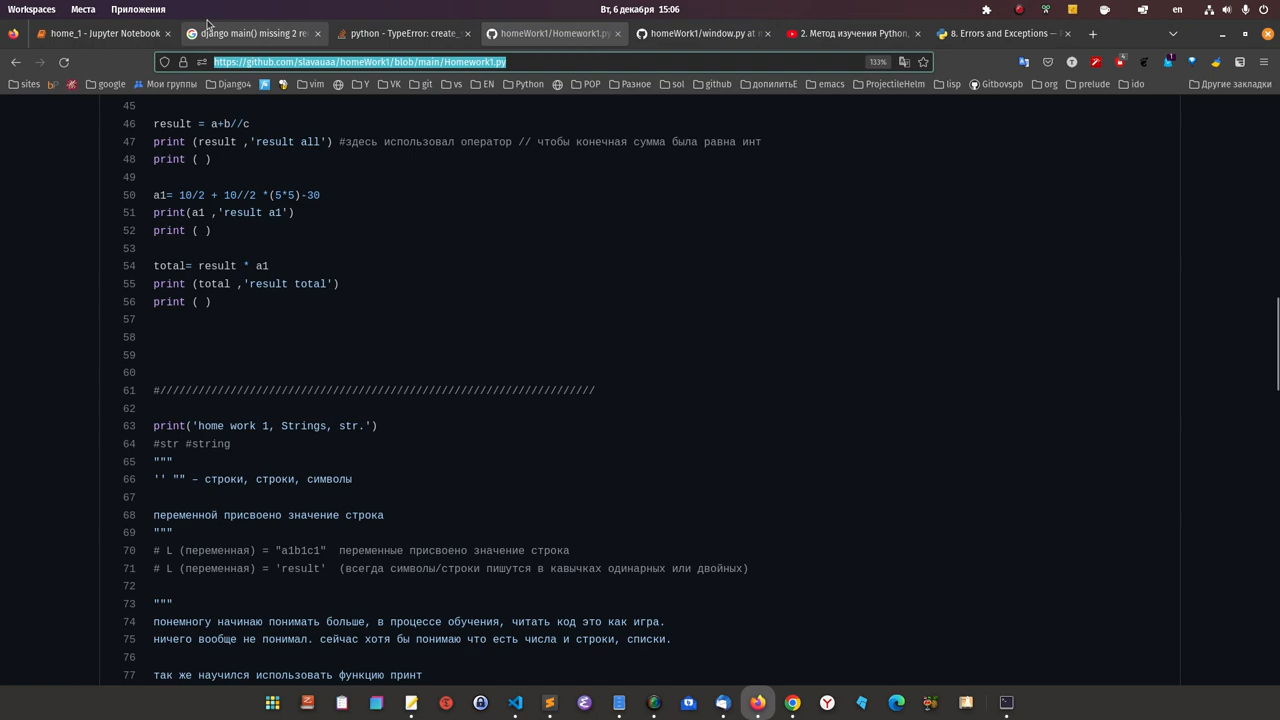 Workspaces Места Приложения Вт, 6 декабря 15:06 en
home_1 - Jupyter Notebook django main() missing 2 re python - TypeError: create_ homeWork1/Homework1.py homeWork1/window.py at m 2. Метод изучения Python, 8. Errors and Exceptions —
https://github.com/slavauaa/homeWork1/blob/main/Homework1.py 133%
sites google Мои группы Django4 vim Y VK git vs EN Python POP Разное sol github допилитьЕ emacs ProjectileHelm lisp Gitbovspb org prelude ido Другие закладки
45
46 result = a+b//c
47 print (result ,'result all') #здесь использовал оператор // чтобы конечная сумма была равна инт
48 print ( )
49
50 a1= 10/2 + 10//2 *(5*5)-30
51 print(a1 ,'result a1')
52 print ( )
53
54 total= result * a1
55 print (total ,'result total')
56 print ( )
57
58
59
60
61 #////////////////////////////////////////////////////////////////////
62
63 print('home work 1, Strings, str.')
64 #str #string
65 """
66 '' "" – строки, строки, символы
67
68 переменной присвоено значение строка
69 """
70 # L (переменная) = "a1b1c1"  переменные присвоено значение строка
71 # L (переменная) = 'result'  (всегда символы/строки пишутся в кавычках одинарных или двойных)
72
73 """
74 понемногу начинаю понимать больше, в процессе обучения, читать код это как игра.
75 ничего вообще не понимал. сейчас хотя бы понимаю что есть числа и строки, списки.
76
77 так же научился использовать функцию принт